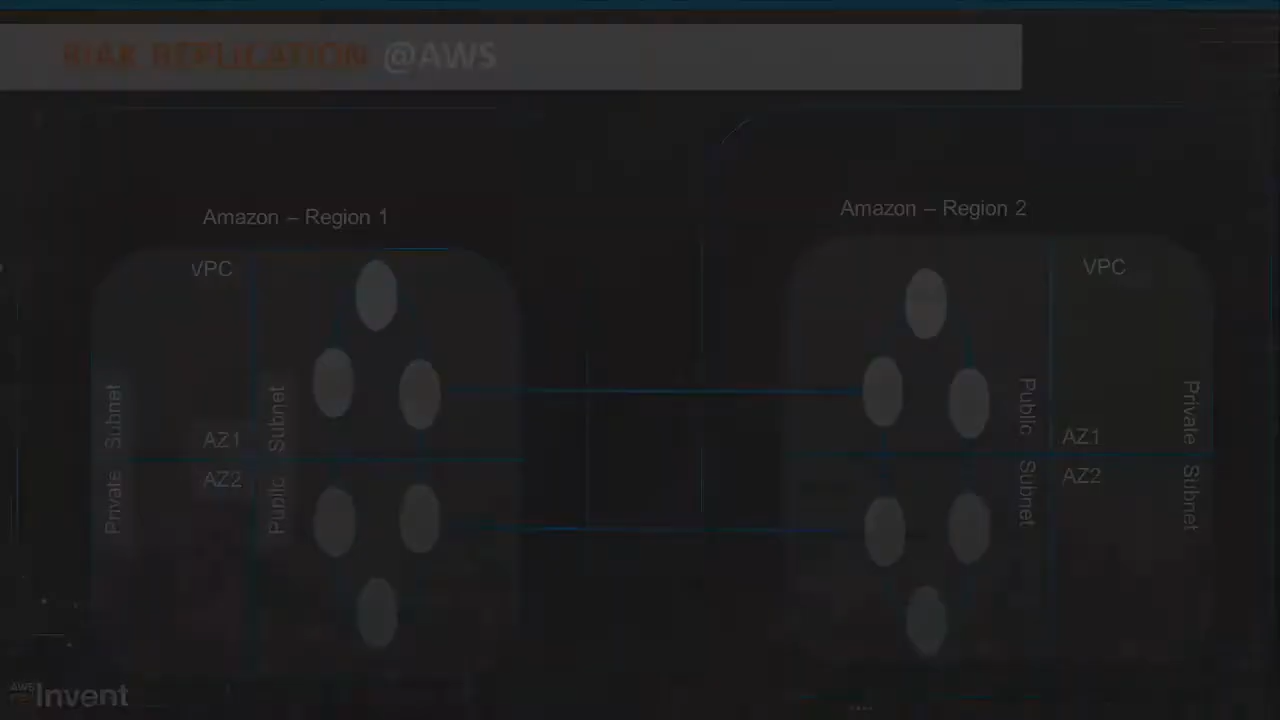 RIAK REPLICATION @AWS
Amazon – Region 1
Amazon – Region 2
VPC
VPC
Private Subnet
AZ1
AZ2
Public Subnet
Public Subnet
AZ1
AZ2
Private Subnet
AWS
Invent